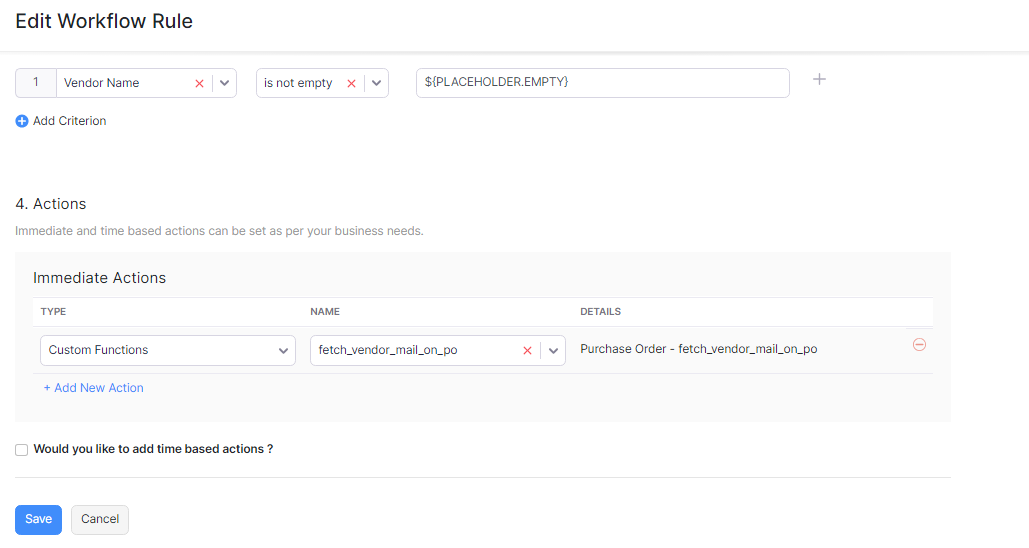 Edit Workflow Rule
1 Vendor Name is not empty ${PLACEHOLDER.EMPTY}
Add Criterion
4. Actions
Immediate and time based actions can be set as per your business needs.
Immediate Actions
TYPE NAME DETAILS
Custom Functions fetch_vendor_mail_on_po Purchase Order - fetch_vendor_mail_on_po
+ Add New Action
Would you like to add time based actions ?
Save Cancel